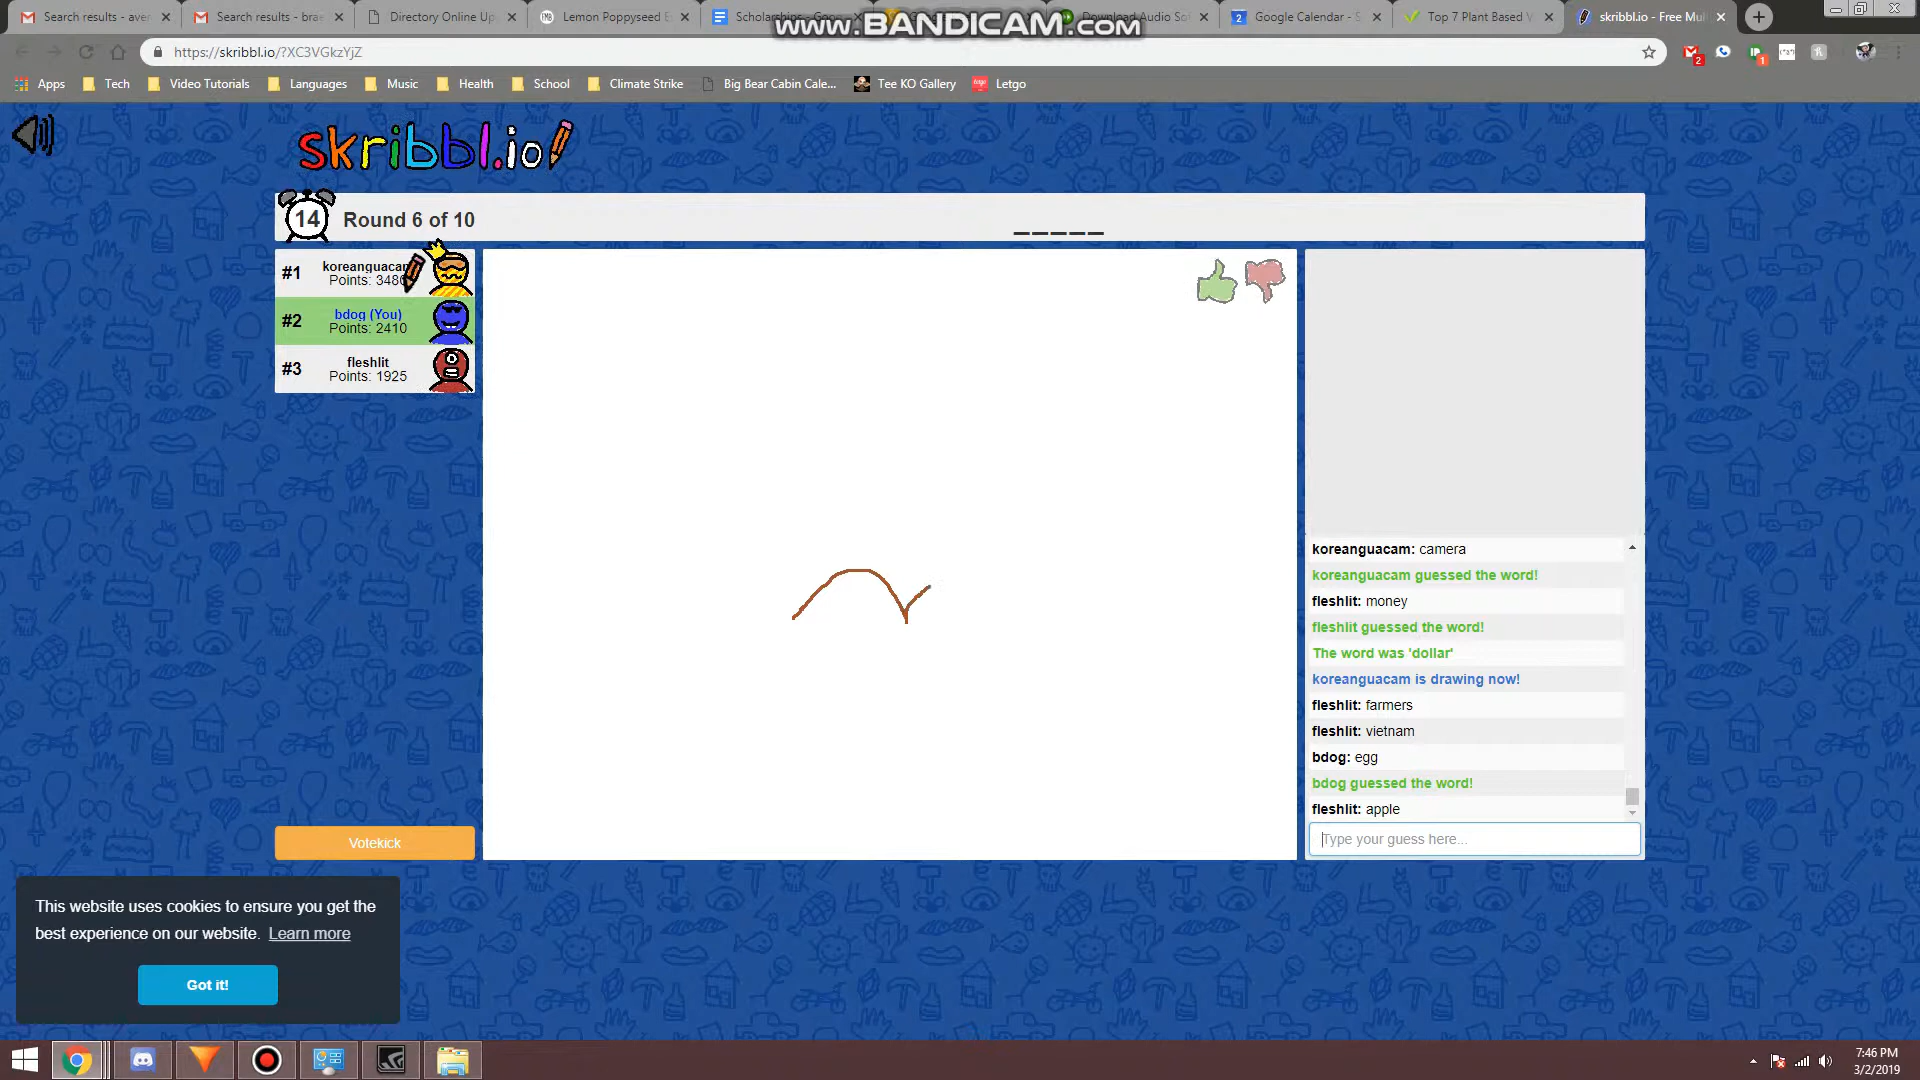 Search results - aver
Search results - brae
Directory Online Up
Lemon Poppyseed E
Scholarships - Goo
Download Audio So
Google Calendar - S
Top 7 Plant Based V
skribbl.io - Free Mul
www.BANDICAM.com
https://skribbl.io/?XC3VGkzYjZ
Apps
Tech
Video Tutorials
Languages
Music
Health
School
Climate Strike
Big Bear Cabin Cale...
Tee KO Gallery
Letgo
skribbl.io
14
Round 6 of 10
_ _ _ _ _
#1
koreanguacam
Points: 3480
#2
bdog (You)
Points: 2410
#3
fleshlit
Points: 1925
koreanguacam: camera
koreanguacam guessed the word!
fleshlit: money
fleshlit guessed the word!
The word was 'dollar'
koreanguacam is drawing now!
fleshlit: farmers
fleshlit: vietnam
bdog: egg
bdog guessed the word!
fleshlit: apple
Type your guess here...
Votekick
This website uses cookies to ensure you get the
best experience on our website. Learn more
Got it!
7:46 PM
3/2/2019